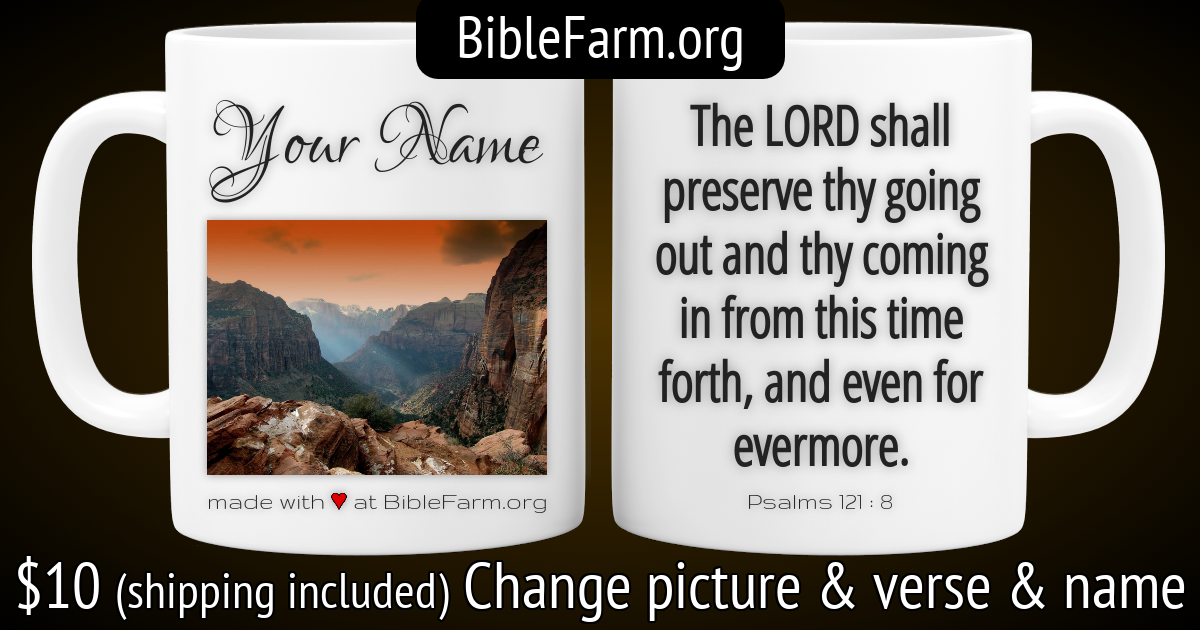 BibleFarm.org
Your Name
made with ♥ at BibleFarm.org
The LORD shall
preserve thy going
out and thy coming
in from this time
forth, and even for
evermore.
Psalms 121 : 8
$10 (shipping included) Change picture & verse & name